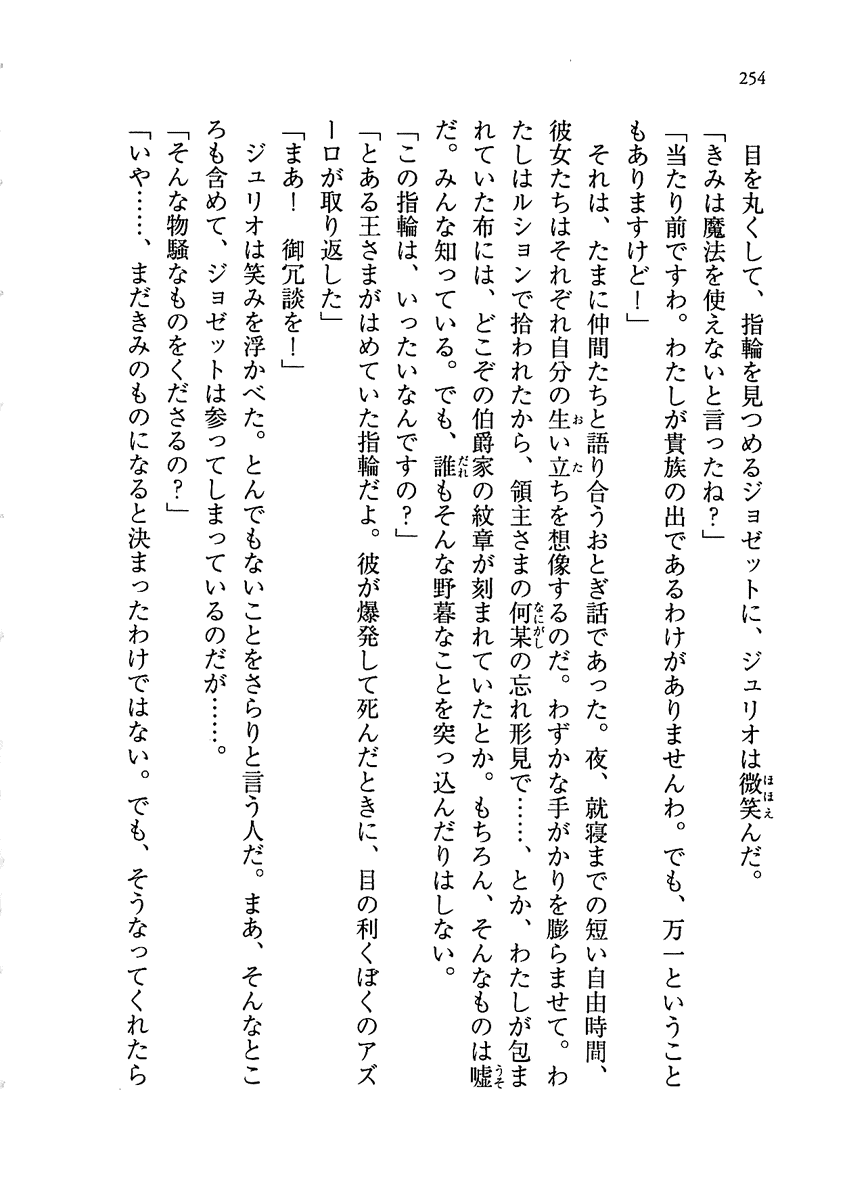 254
目を丸くして、指輪を見つめるジョゼットに、ジュリオは微笑んだ。
「きみは魔法を使えないと言ったね？」
「当たり前ですわ。わたしが貴族の出であるわけがありませんわ。でも、万一ということ
もありますけど！」
それは、たまに仲間たちと語り合うおとぎ話であった。夜、就寝までの短い自由時間、
彼女たちはそれぞれ自分の生い立ちを想像するのだ。わずかな手がかりを膨らませて。わ
たしはルションで拾われたから、領主さまの何某の忘れ形見で……、とか、わたしが包ま
れていた布には、どこぞの伯爵家の紋章が刻まれていたとか。もちろん、そんなものは嘘
だ。みんな知っている。でも、誰もそんな野暮なことを突っ込んだりはしない。
「この指輪は、いったいなんですの？」
「とある王さまがはめていた指輪だよ。彼が爆発して死んだときに、目の利くぼくのアズ
ーロが取り返した」
「まあ！　御冗談を！」
ジュリオは笑みを浮かべた。とんでもないことをさらりと言う人だ。まあ、そんなとこ
ろも含めて、ジョゼットは参ってしまっているのだが……。
「そんな物騒なものをくださるの？」
「いや……、まだきみのものになると決まったわけではない。でも、そうなってくれたら